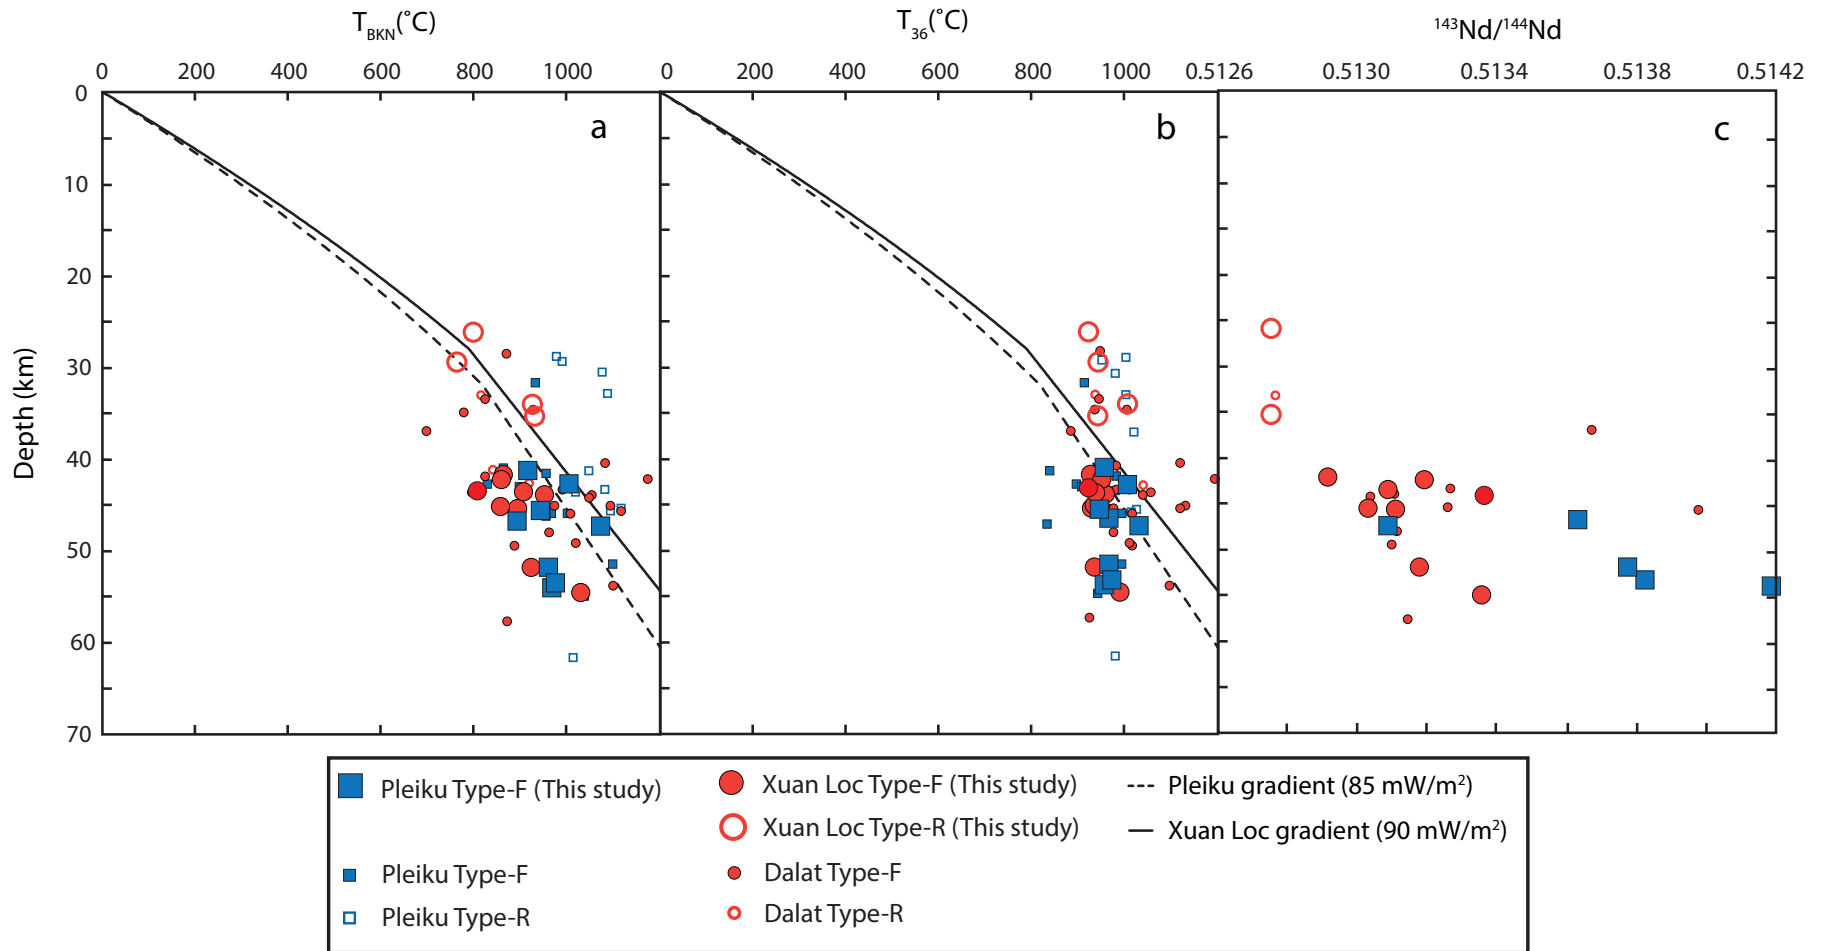 T_BKN(˚C) T_36(˚C) ¹⁴³Nd/¹⁴⁴Nd
0 200 400 600 800 1000 0 200 400 600 800 1000 0.5126 0.5130 0.5134 0.5138 0.5142
0
a b c
10
20
30
Depth (km)
40
50
60
70
Pleiku Type-F (This study) Xuan Loc Type-F (This study) Pleiku gradient (85 mW/m²)
Xuan Loc Type-R (This study) Xuan Loc gradient (90 mW/m²)
Pleiku Type-F Dalat Type-F
Pleiku Type-R Dalat Type-R